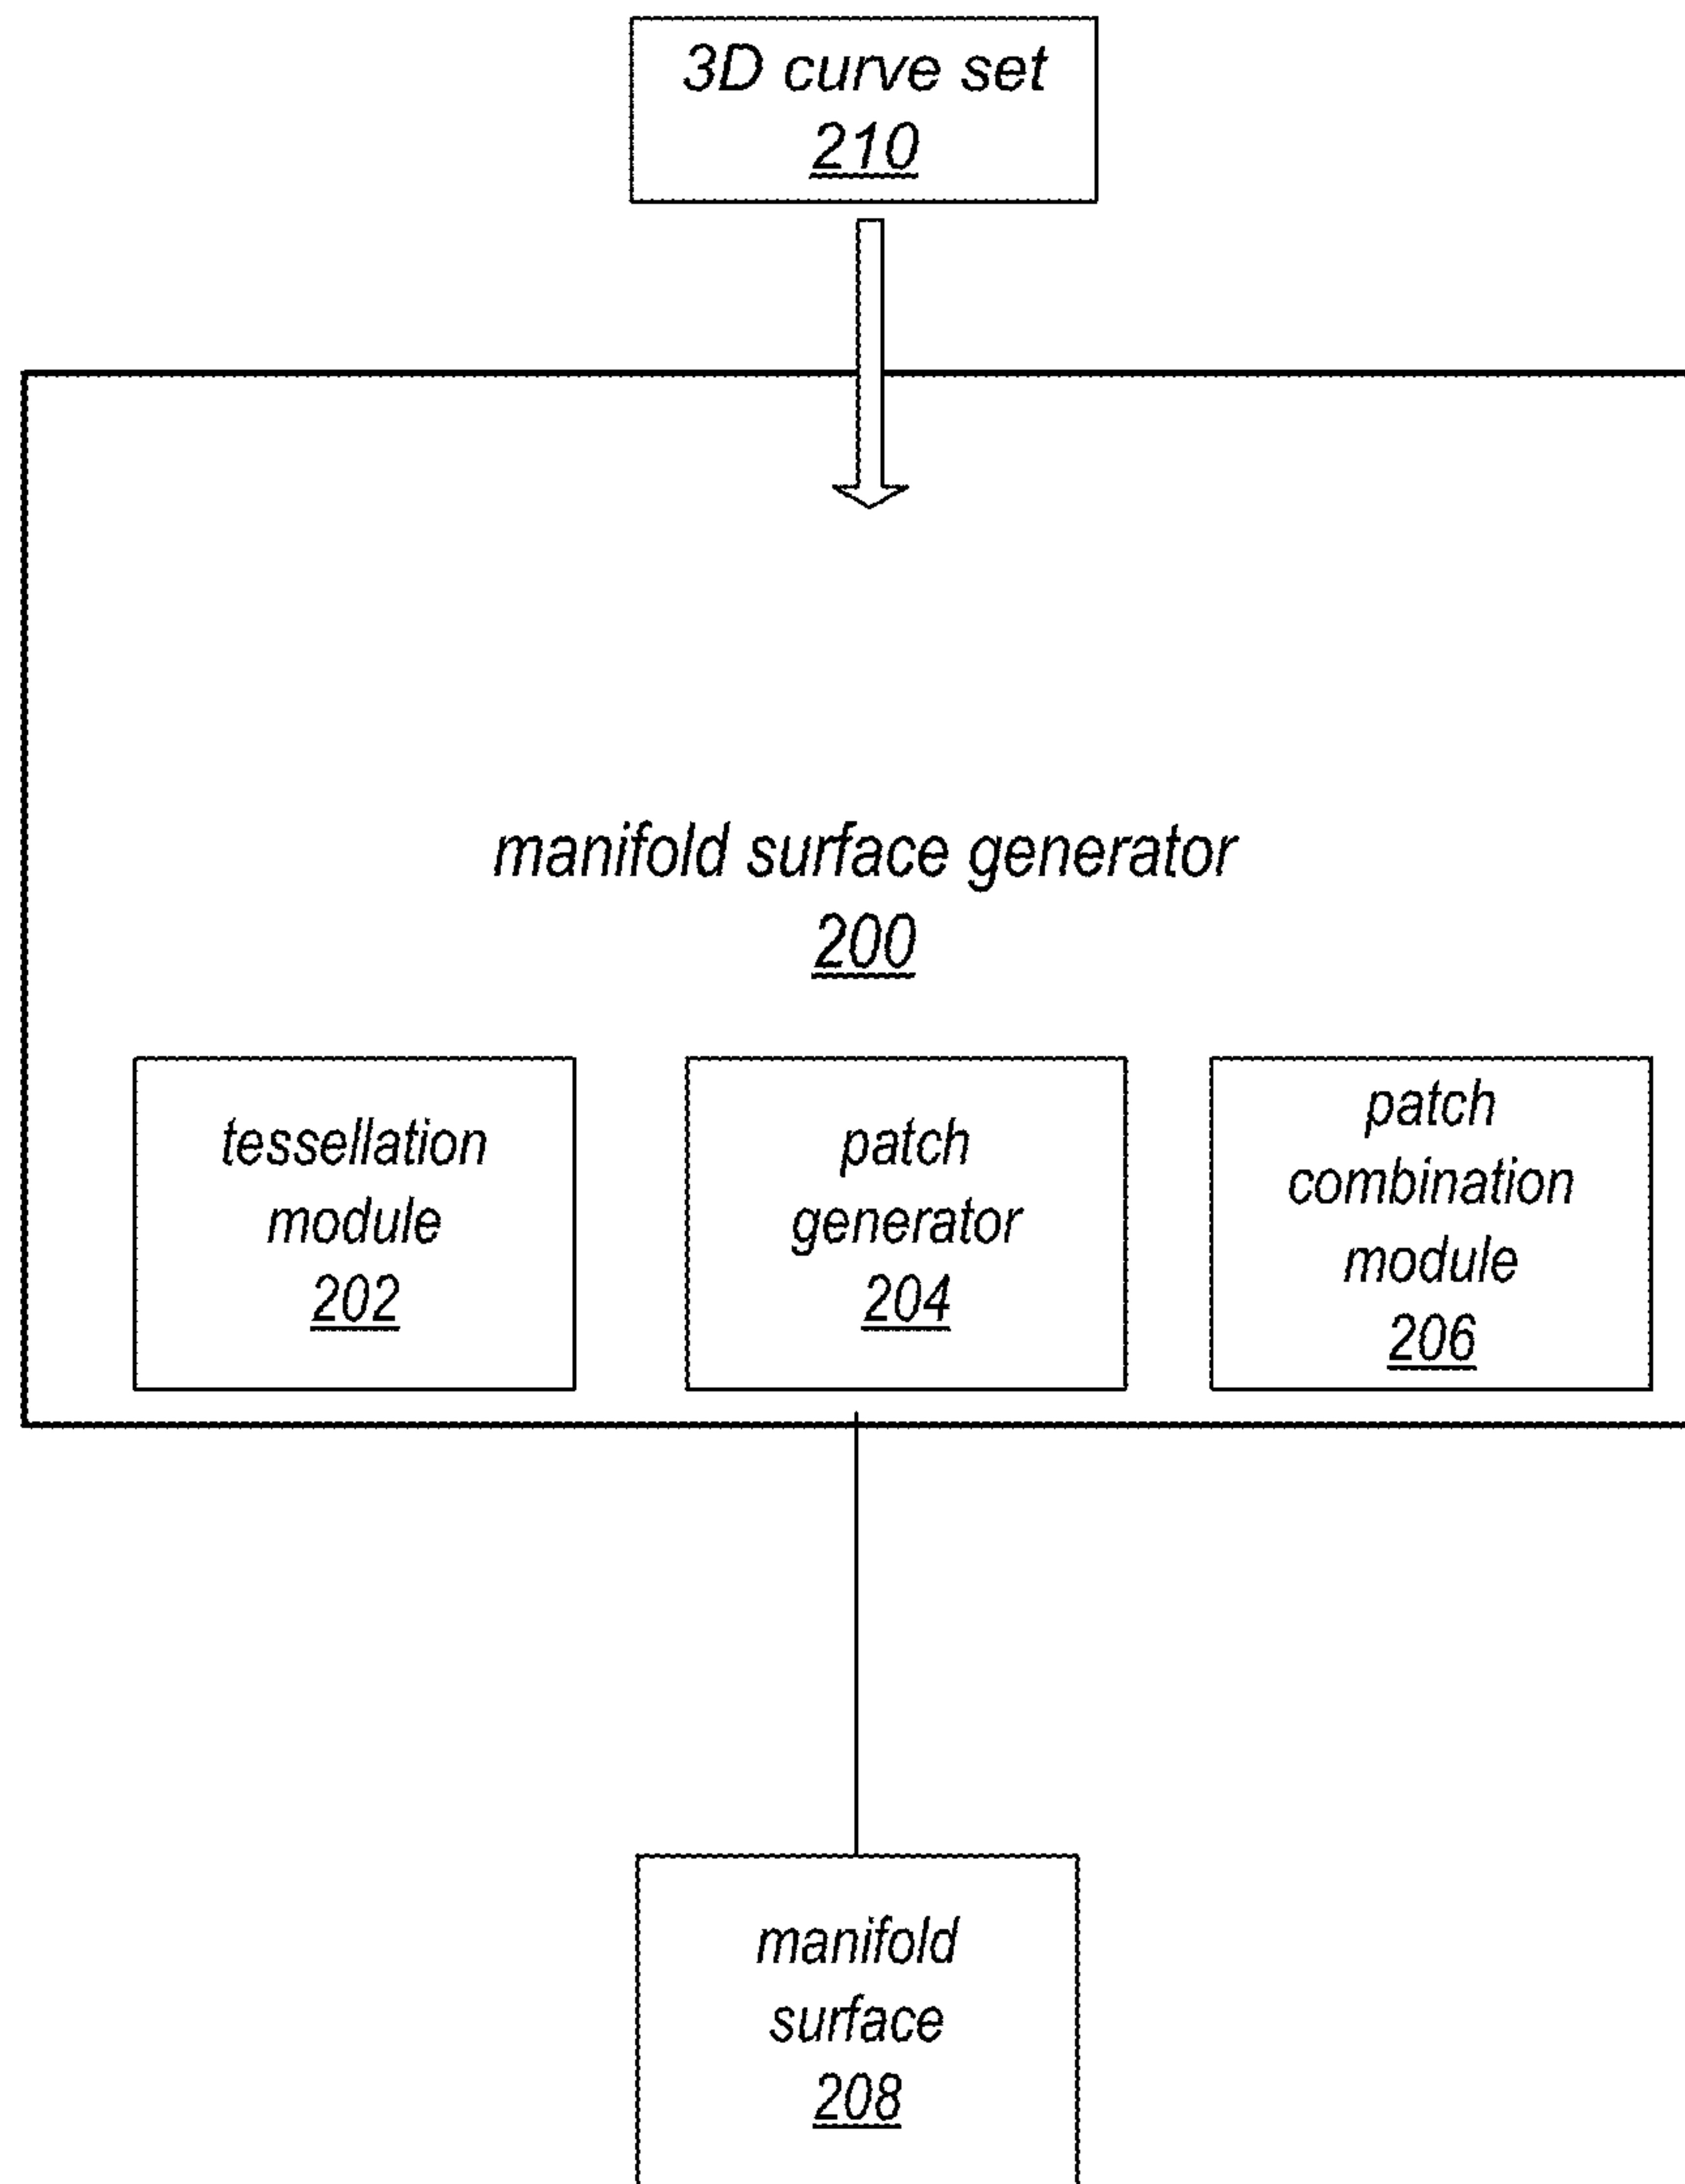 3D curve set
210
manifold surface generator
200
tessellation
module
202
patch
generator
204
patch
combination
module
206
manifold
surface
208